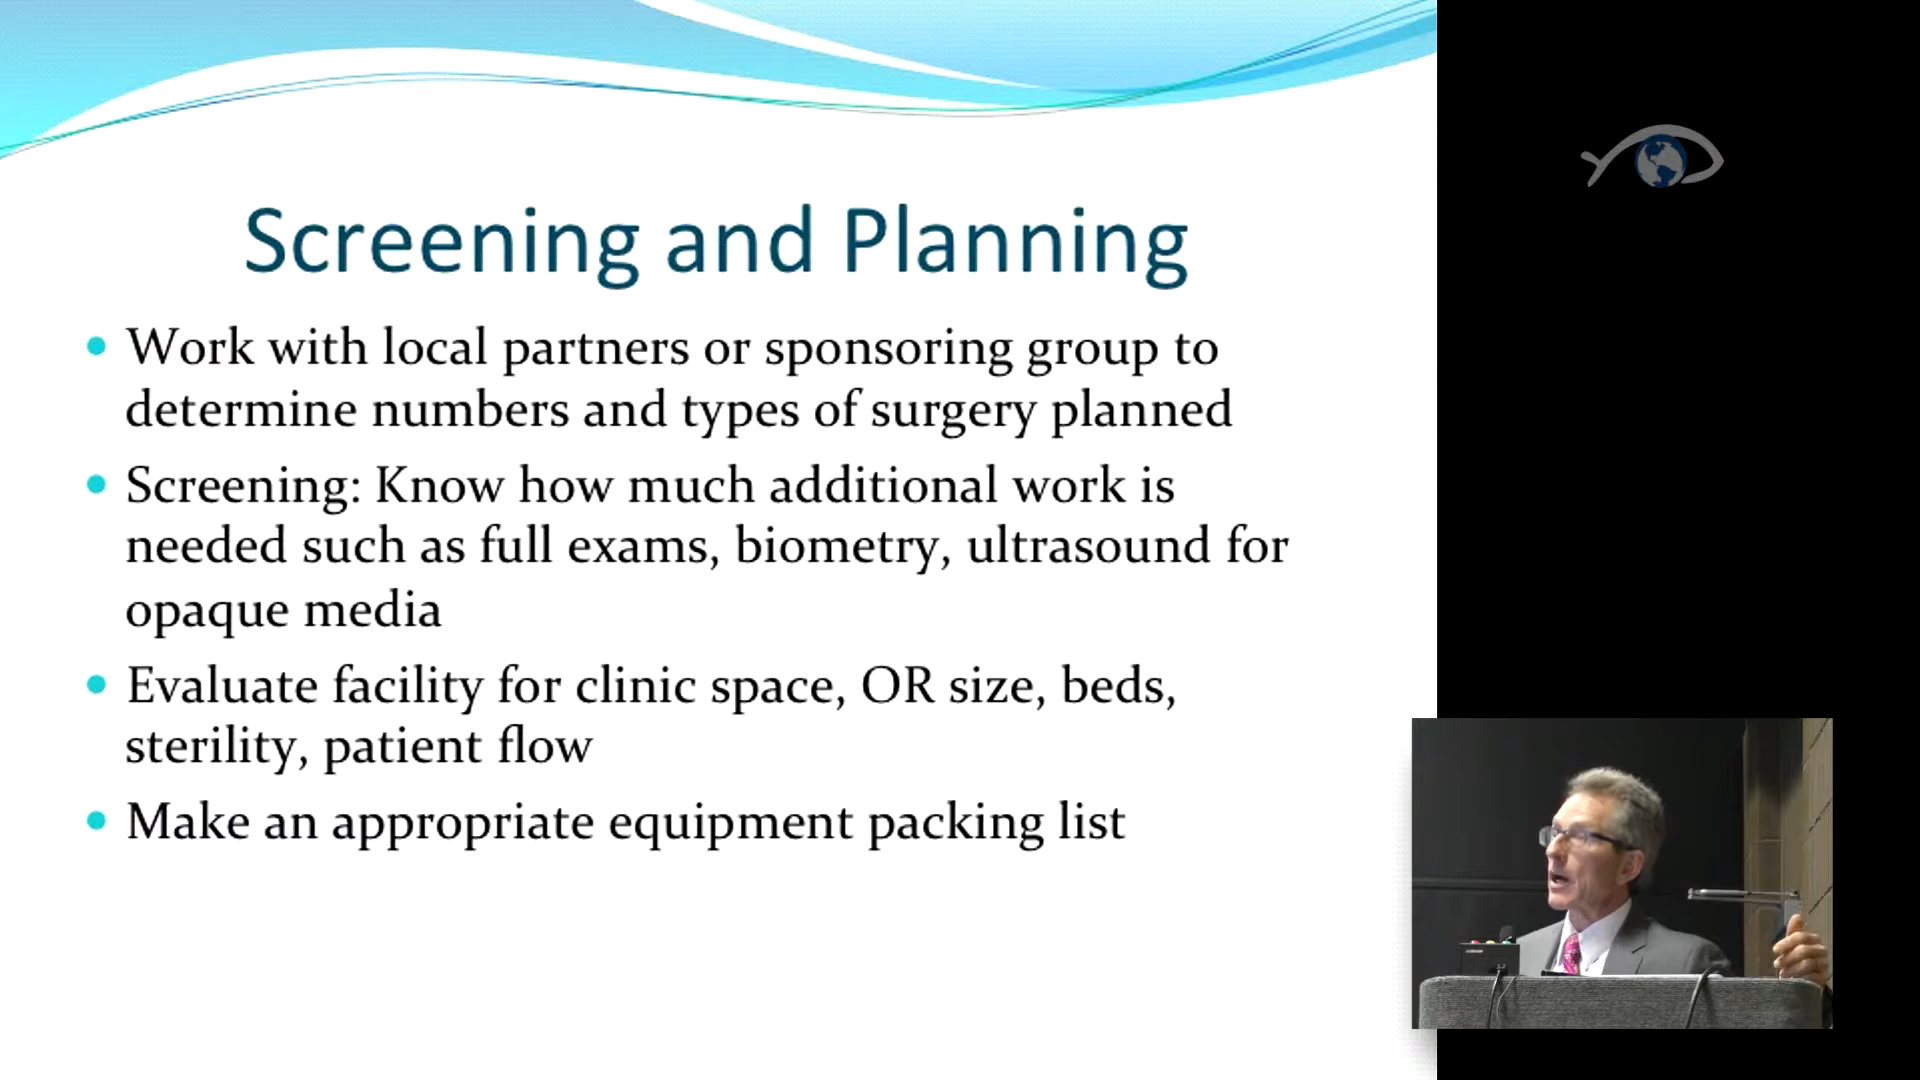 Screening and Planning
Work with local partners or sponsoring group to
determine numbers and types of surgery planned
Screening: Know how much additional work is
needed such as full exams, biometry, ultrasound for
opaque media
Evaluate facility for clinic space, OR size, beds,
sterility, patient flow
Make an appropriate equipment packing list